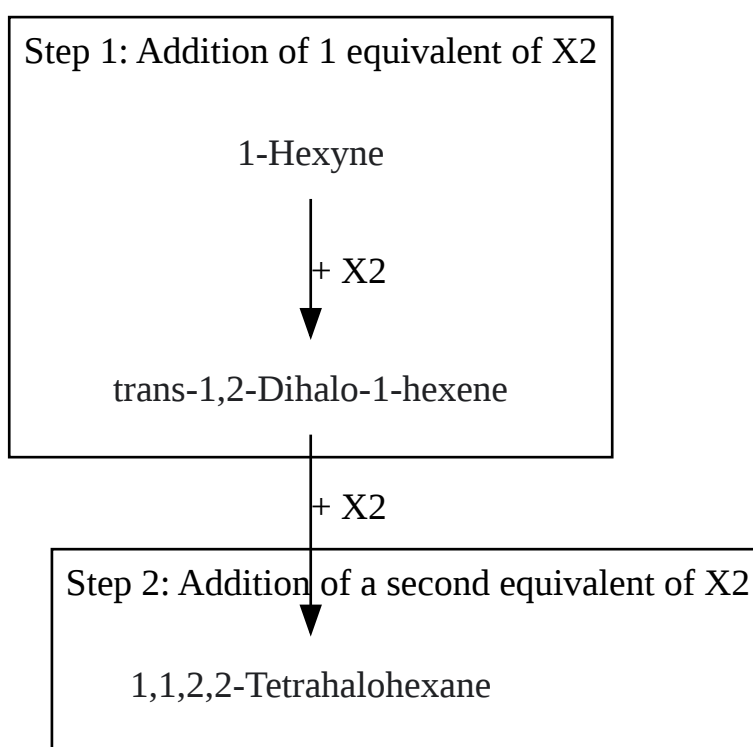 Step 1: Addition of 1 equivalent of X2
1-Hexyne
+ X2
trans-1,2-Dihalo-1-hexene
+ X2
Step 2: Addition of a second equivalent of X2
1,1,2,2-Tetrahalohexane